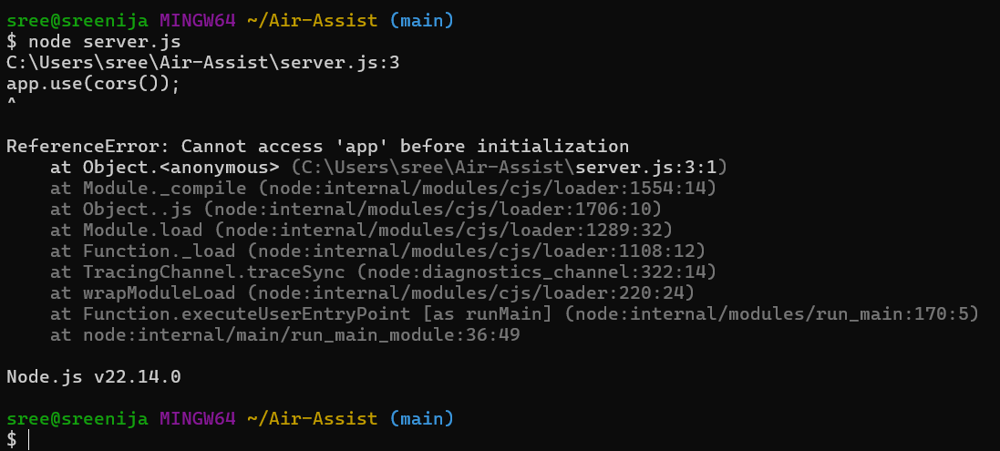 sree@sreenija MINGW64 ~/Air-Assist (main)
$ node server.js
C:\Users\sree\Air-Assist\server.js:3
app.use(cors());
^
ReferenceError: Cannot access 'app' before initialization
    at Object.<anonymous> (C:\Users\sree\Air-Assist\server.js:3:1)
    at Module._compile (node:internal/modules/cjs/loader:1554:14)
    at Object..js (node:internal/modules/cjs/loader:1706:10)
    at Module.load (node:internal/modules/cjs/loader:1289:32)
    at Function._load (node:internal/modules/cjs/loader:1108:12)
    at TracingChannel.traceSync (node:diagnostics_channel:322:14)
    at wrapModuleLoad (node:internal/modules/cjs/loader:220:24)
    at Function.executeUserEntryPoint [as runMain] (node:internal/modules/run_main:170:5)
    at node:internal/main/run_main_module:36:49
Node.js v22.14.0
sree@sreenija MINGW64 ~/Air-Assist (main)
$